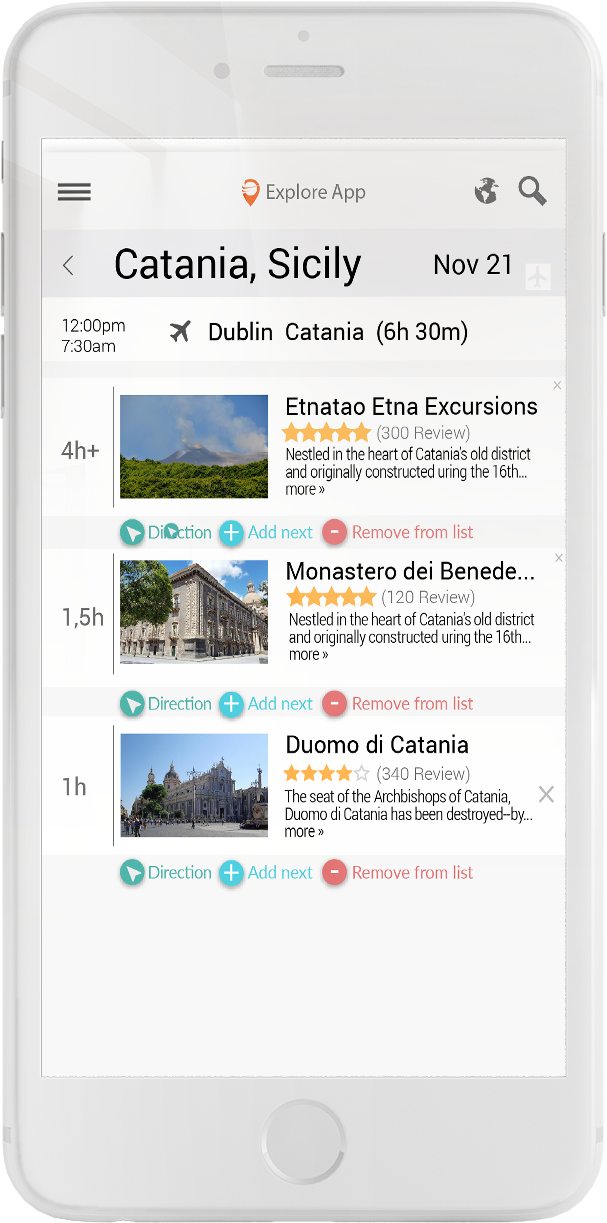 Explore App
Catania, Sicily Nov 21
12:00pm
7:30am
Dublin Catania (6h 30m)
4h+
Etnatao Etna Excursions
(300 Review)
Nestled in the heart of Catania's old district
and originally constructed uring the 16th...
more »
Direction Add next Remove from list
1,5h
Monastero dei Benede...
(120 Review)
Nestled in the heart of Catania's old district
and originally constructed uring the 16th...
more »
Direction Add next Remove from list
1h
Duomo di Catania
(340 Review)
The seat of the Archbishops of Catania,
Duomo di Catania has been destroyed–by...
more »
Direction Add next Remove from list